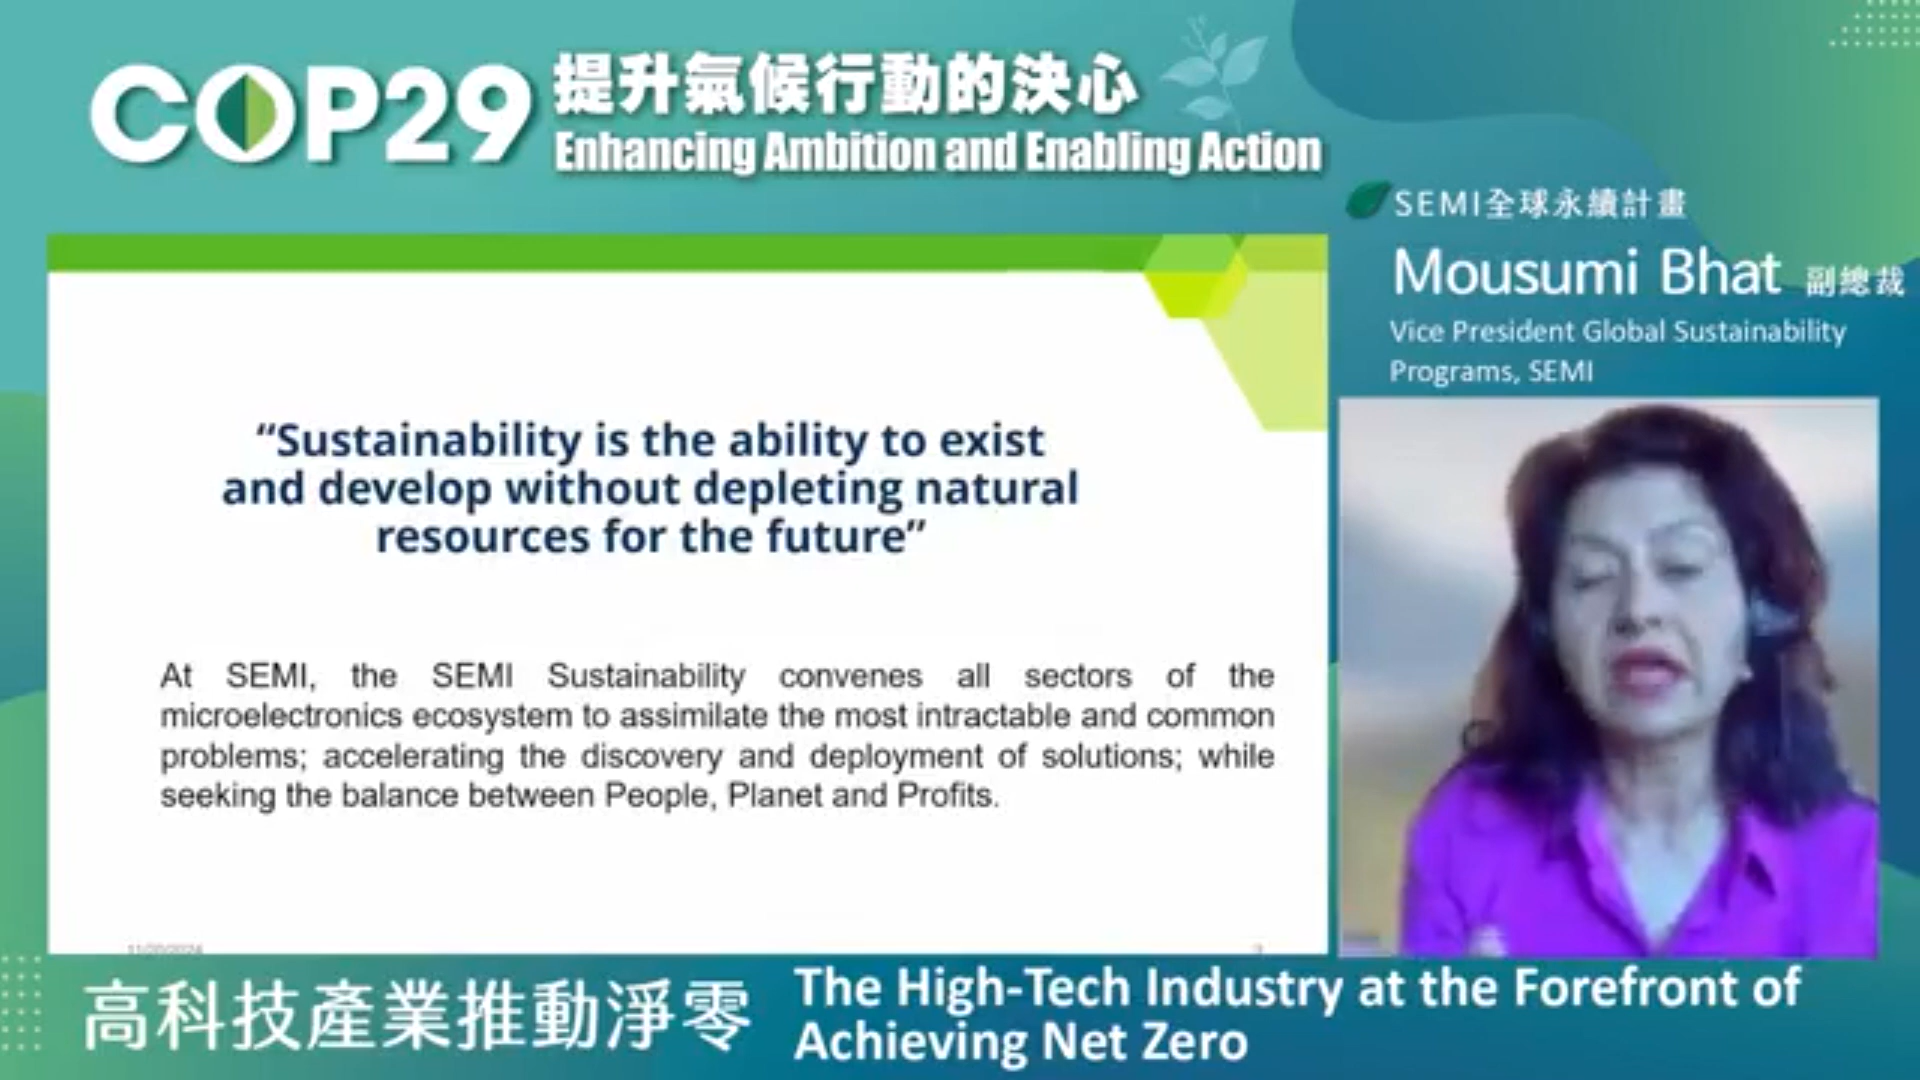 COP29
提升氣候行動的決心
Enhancing Ambition and Enabling Action
SEMI全球永續計畫
Mousumi Bhat 副總裁
Vice President Global Sustainability
Programs, SEMI
“Sustainability is the ability to exist
and develop without depleting natural
resources for the future”
At SEMI, the SEMI Sustainability convenes all sectors of the
microelectronics ecosystem to assimilate the most intractable and common
problems; accelerating the discovery and deployment of solutions; while
seeking the balance between People, Planet and Profits.
高科技產業推動淨零
The High-Tech Industry at the Forefront of
Achieving Net Zero